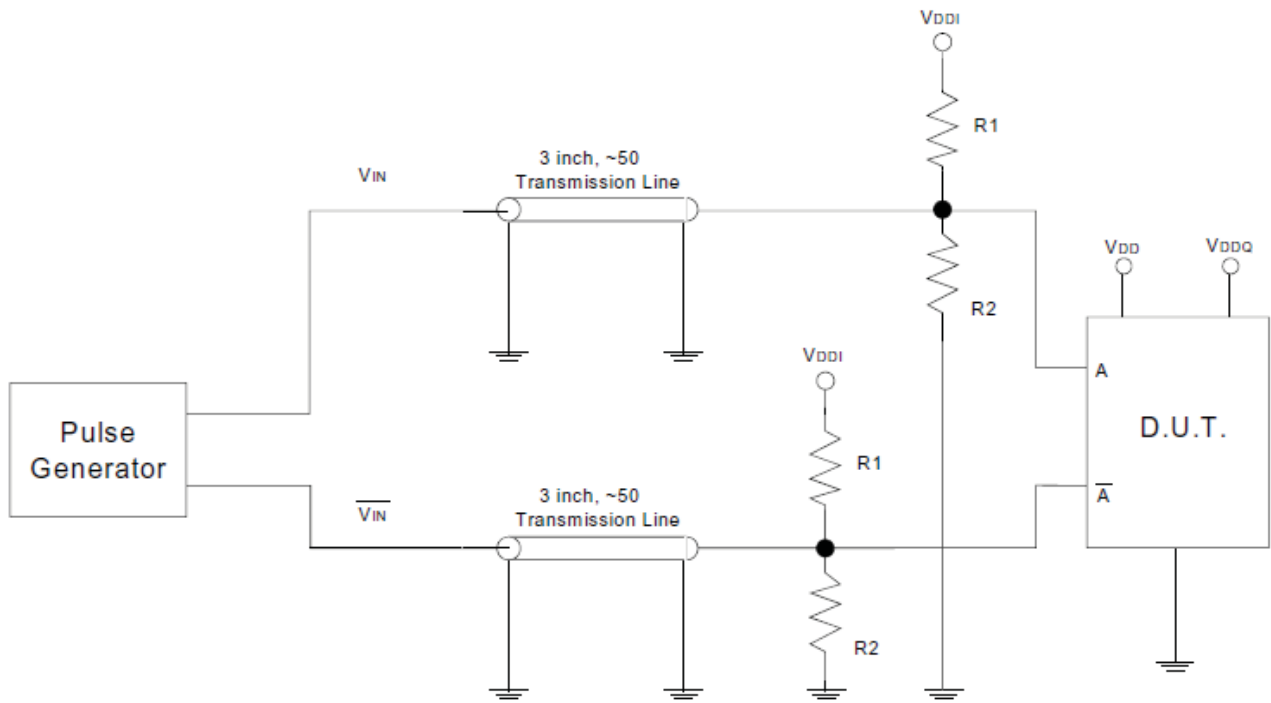 VDDI
R1
3 inch, ~50
Transmission Line
VIN
R2
VDD
VDDQ
VDDI
A
D.U.T.
Pulse
Generator
R1
3 inch, ~50
Transmission Line
V̅I̅N̅
A̅
R2